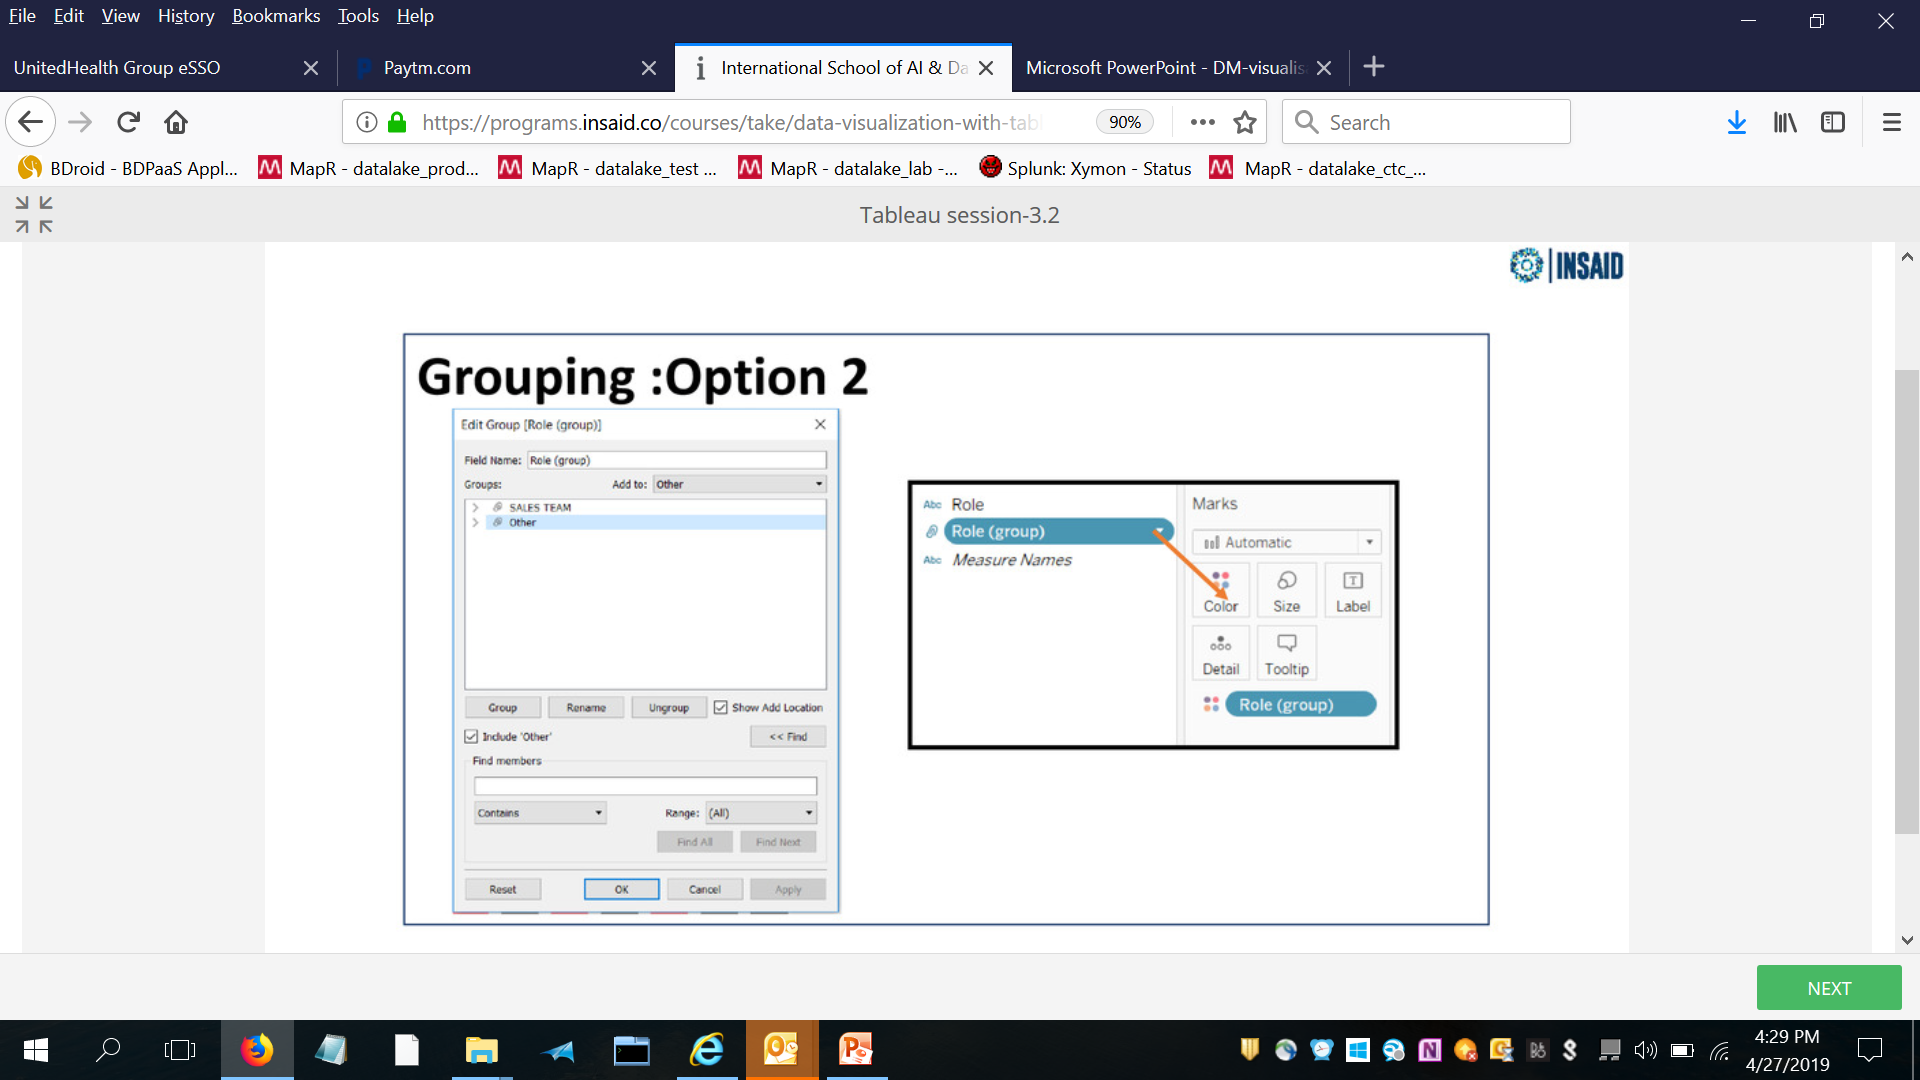 File Edit View History Bookmarks Tools Help
UnitedHealth Group eSSO
Paytm.com
International School of AI & Da
Microsoft PowerPoint - DM-visualis
https://programs.insaid.co/courses/take/data-visualization-with-tabl
90%
Search
BDroid - BDPaaS Appl...
MapR - datalake_prod...
MapR - datalake_test ...
MapR - datalake_lab -...
Splunk: Xymon - Status
MapR - datalake_ctc_...
Tableau session-3.2
INSAID
Grouping :Option 2
Edit Group [Role (group)]
Field Name: Role (group)
Groups: Add to: Other
SALES TEAM
Other
Group Rename Ungroup Show Add Location
Include 'Other' << Find
Find members
Contains Range: (All)
Find All Find Next
Reset OK Cancel Apply
Abc Role
Role (group)
Abc Measure Names
Marks
Automatic
Color Size Label
Detail Tooltip
Role (group)
NEXT
4:29 PM
4/27/2019